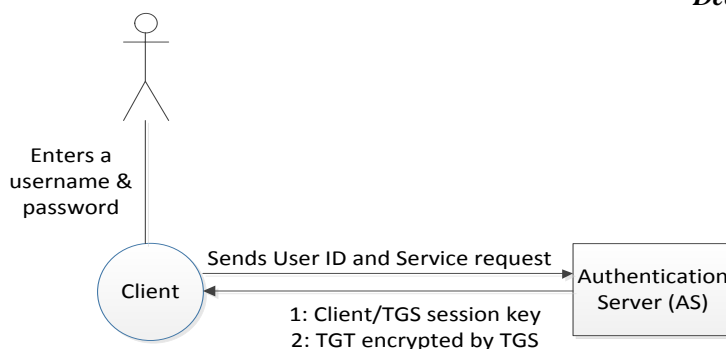 Enters a
username &
password
Sends User ID and Service request
Client
Authentication
Server (AS)
1: Client/TGS session key
2: TGT encrypted by TGS